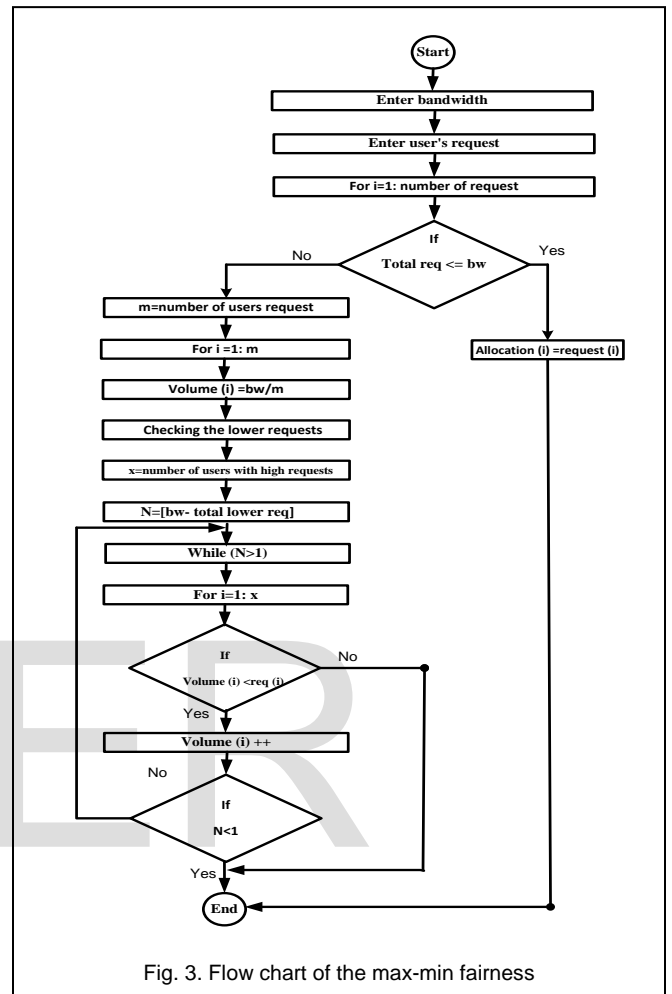 Start
Enter bandwidth
Enter user's request
For i=1: number of request
If
Total req <= bw
No
Yes
m=number of users request
For i =1: m
Volume (i) =bw/m
Checking the lower requests
x=number of users with high requests
N=[bw- total lower req]
While (N>1)
For i=1: x
If
Volume (i) <req (i)
No
Yes
Volume (i) ++
No
If
N<1
Yes
End
Allocation (i) =request (i)
ER
Fig. 3. Flow chart of the max-min fairness